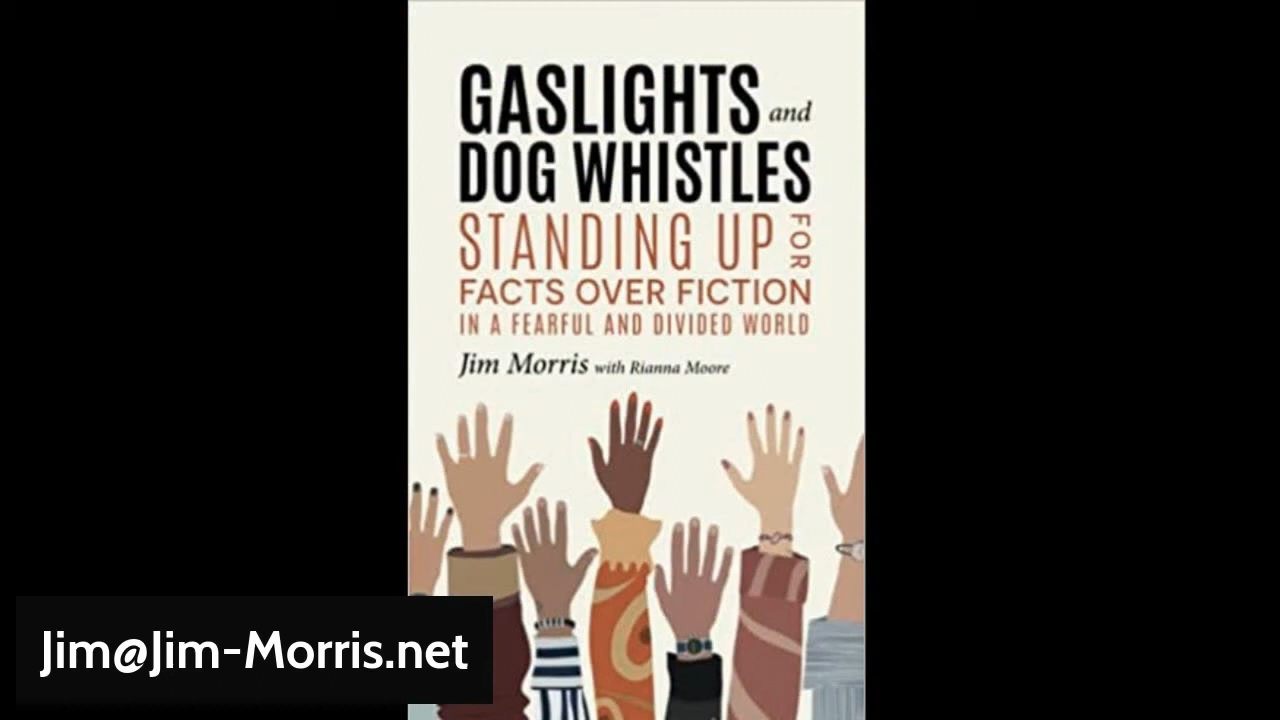 GASLIGHTS and
DOG WHISTLES
STANDING UP FOR
FACTS OVER FICTION
IN A FEARFUL AND DIVIDED WORLD
Jim Morris with Rianna Moore
Jim@Jim-Morris.net